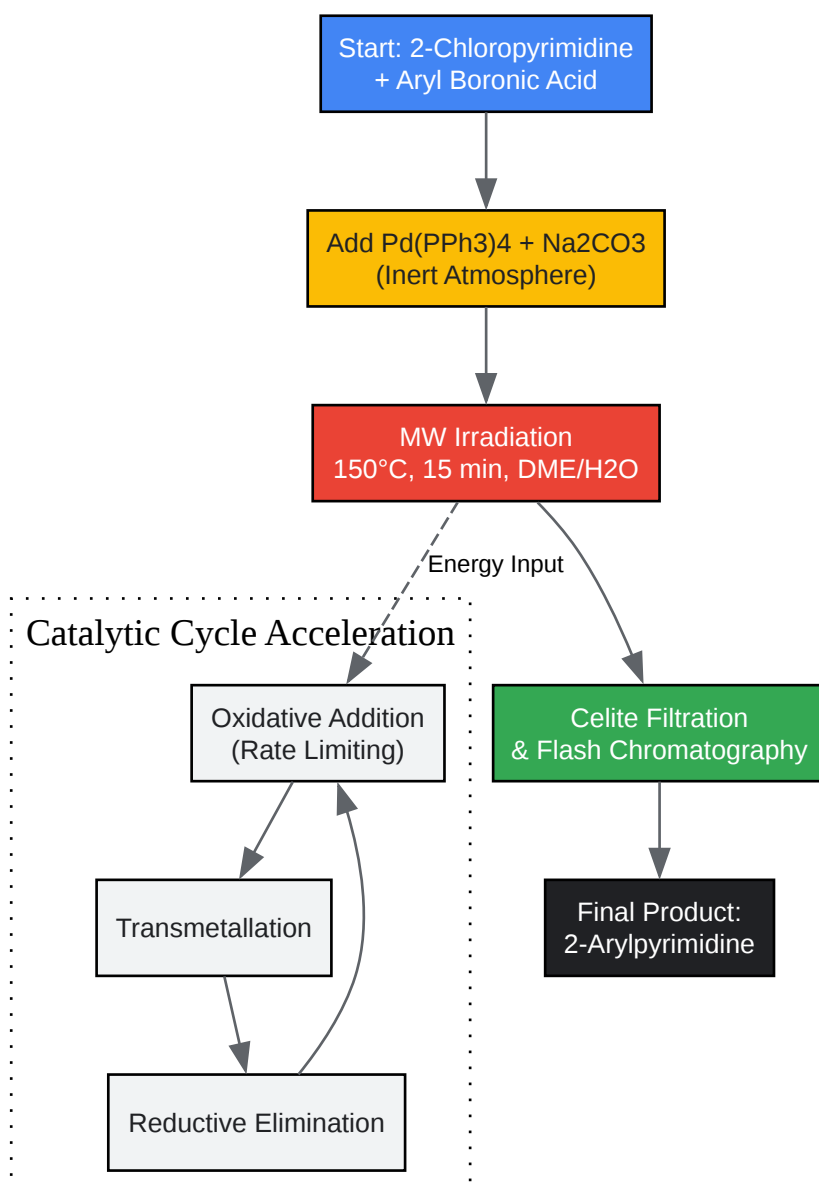 Start: 2-Chloropyrimidine
+ Aryl Boronic Acid
Add Pd(PPh3)4 + Na2CO3
(Inert Atmosphere)
MW Irradiation
150°C, 15 min, DME/H2O
Energy Input
Catalytic Cycle Acceleration
Oxidative Addition
(Rate Limiting)
Celite Filtration
& Flash Chromatography
Transmetallation
Final Product:
2-Arylpyrimidine
Reductive Elimination